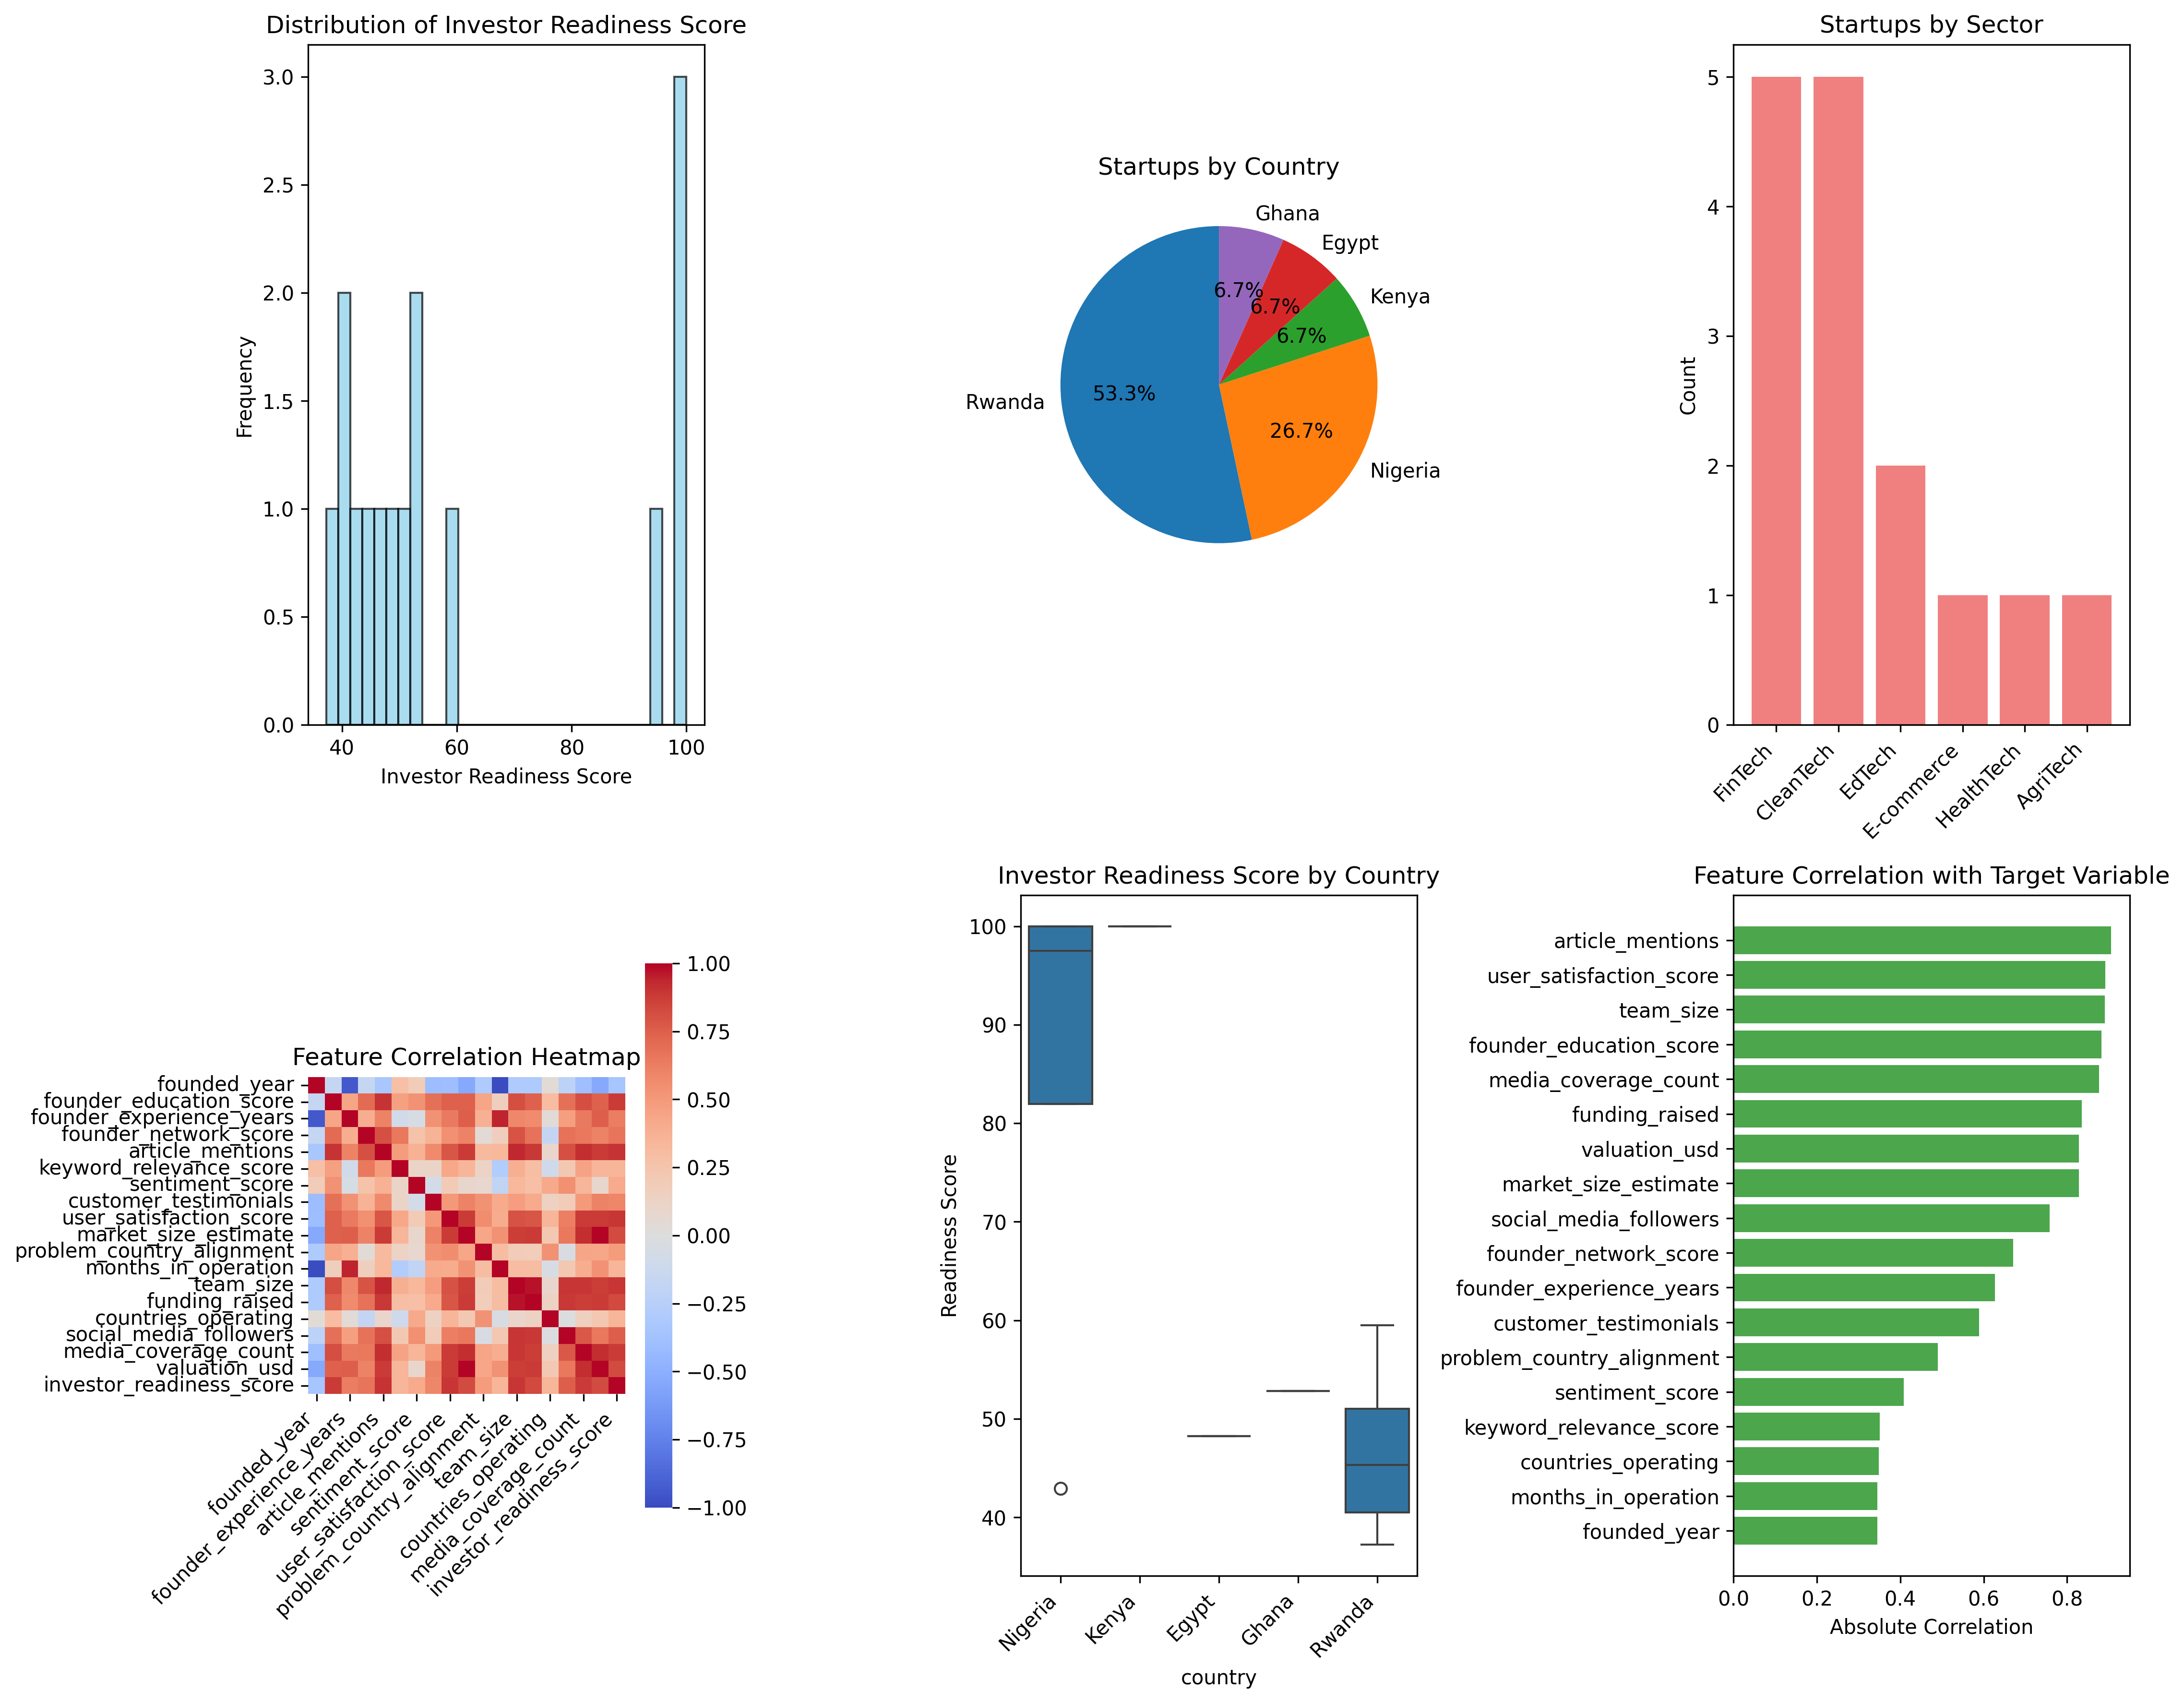 Distribution of Investor Readiness Score
3.0
2.5
2.0
1.5
1.0
0.5
0.0
Frequency
40
60
80
100
Investor Readiness Score
Startups by Country
Ghana
Egypt
Kenya
Nigeria
Rwanda
6.7%
6.7%
6.7%
26.7%
53.3%
Startups by Sector
5
4
3
2
1
0
Count
FinTech
CleanTech
EdTech
E-commerce
HealthTech
AgriTech
Feature Correlation Heatmap
founded_year
founder_education_score
founder_experience_years
founder_network_score
article_mentions
keyword_relevance_score
sentiment_score
customer_testimonials
user_satisfaction_score
market_size_estimate
problem_country_alignment
months_in_operation
team_size
funding_raised
countries_operating
social_media_followers
media_coverage_count
valuation_usd
investor_readiness_score
founded_year
founder_experience_years
article_mentions
sentiment_score
user_satisfaction_score
problem_country_alignment
team_size
countries_operating
media_coverage_count
investor_readiness_score
1.00
0.75
0.50
0.25
0.00
−0.25
−0.50
−0.75
−1.00
Investor Readiness Score by Country
100
90
80
70
60
50
40
Readiness Score
Nigeria
Kenya
Egypt
Ghana
Rwanda
country
Feature Correlation with Target Variable
article_mentions
user_satisfaction_score
team_size
founder_education_score
media_coverage_count
funding_raised
valuation_usd
market_size_estimate
social_media_followers
founder_network_score
founder_experience_years
customer_testimonials
problem_country_alignment
sentiment_score
keyword_relevance_score
countries_operating
months_in_operation
founded_year
0.0
0.2
0.4
0.6
0.8
Absolute Correlation